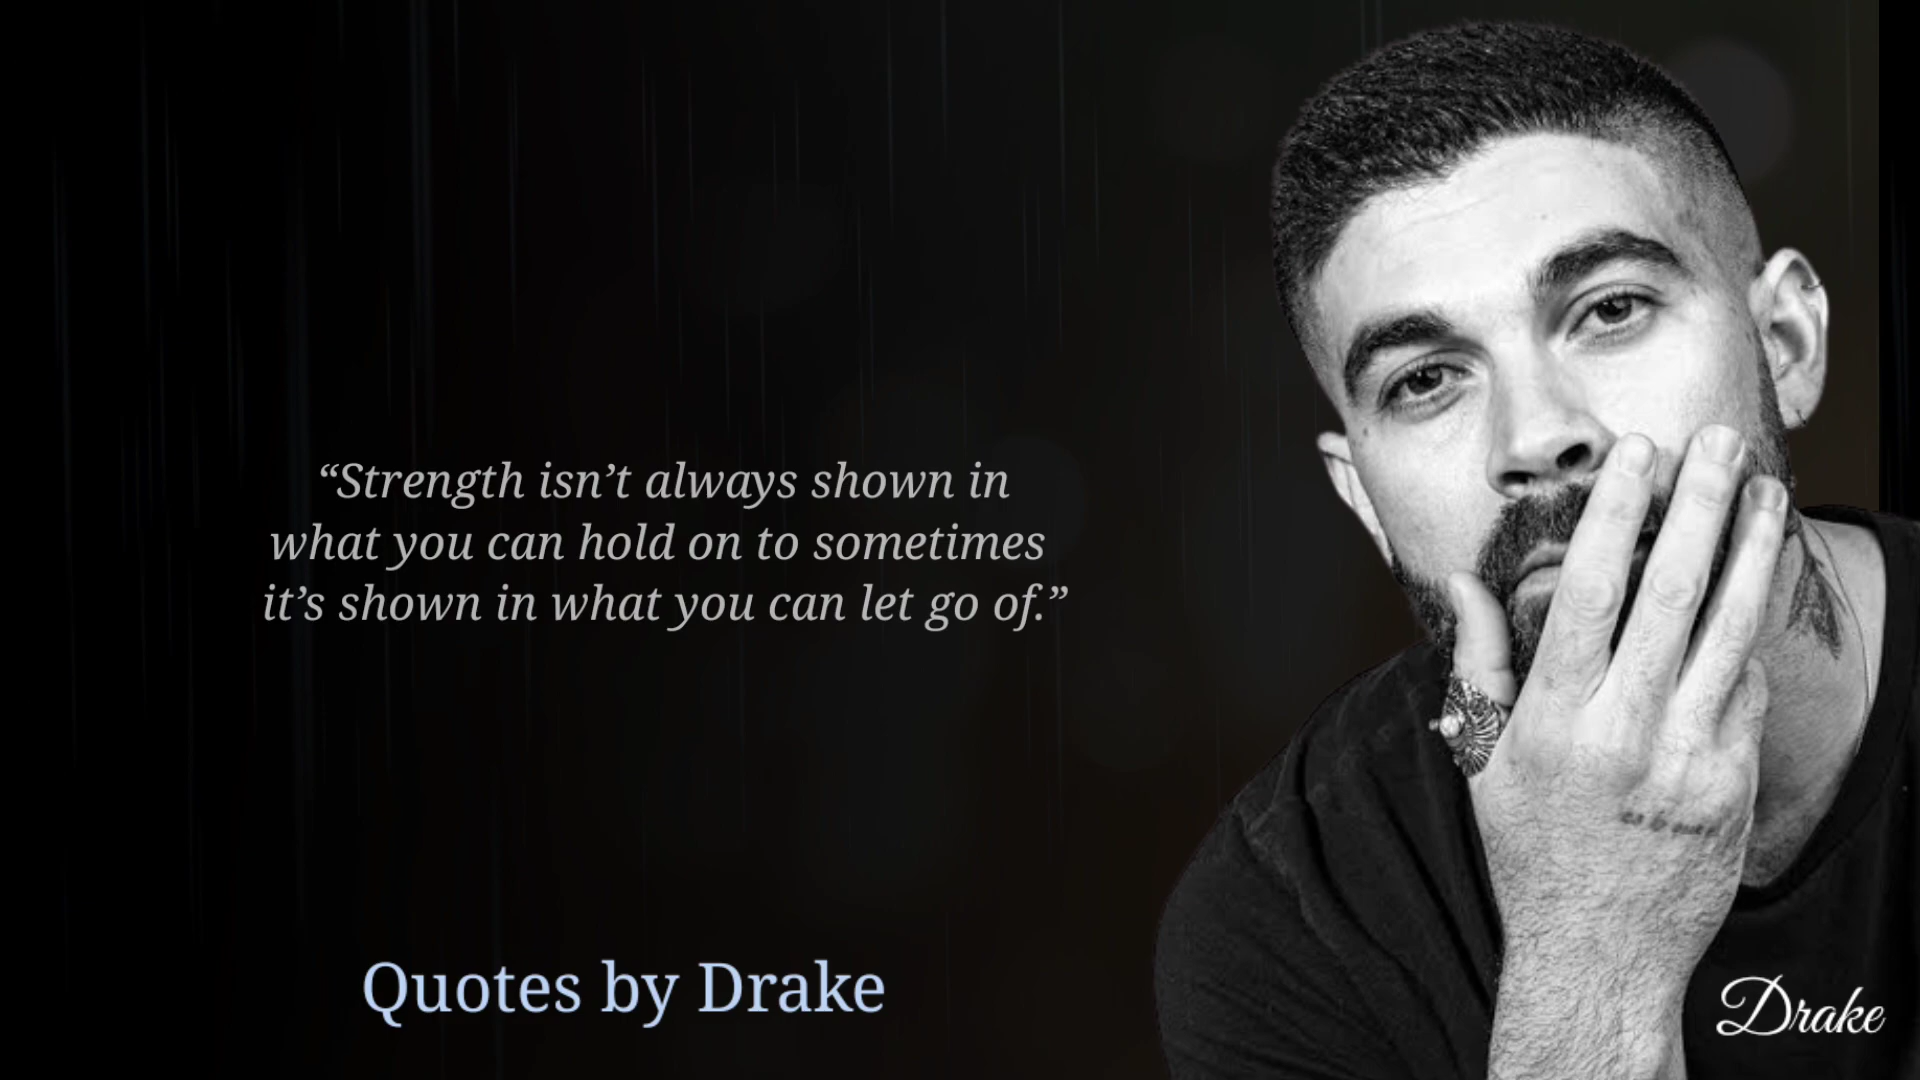 “Strength isn’t always shown in
what you can hold on to sometimes
it’s shown in what you can let go of.”
Quotes by Drake
Drake